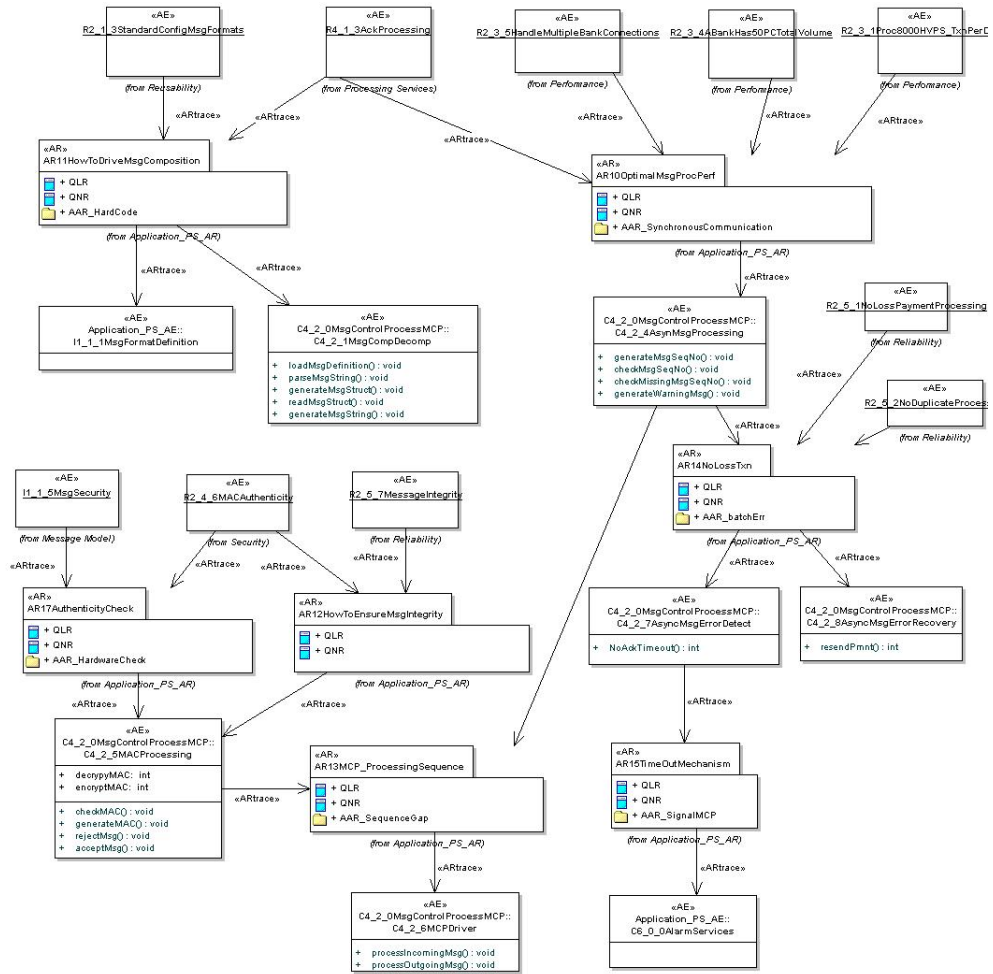 «AE»
R2_1_3StandardConfigMsgFormats
(from Reusability)
«AE»
R4_1_3AckProcessing
(from Processing Services)
«AE»
R2_3_5HandleMultipleBankConnections
(from Performance)
«AE»
R2_3_4ABankHas50PCTotalVolume
(from Performance)
«AE»
R2_3_1Proc8000HVPS_TxnPerD
(from Performance)
«ARtrace»
«ARtrace»
«ARtrace»
«ARtrace»
«ARtrace»
«ARtrace»
«AR»
AR11HowToDriveMsgComposition
+ QLR
+ QNR
+ AAR_HardCode
(from Application_PS_AR)
«AR»
AR10OptimalMsgProcPerf
+ QLR
+ QNR
+ AAR_SynchronousCommunication
(from Application_PS_AR)
«ARtrace»
«ARtrace»
«ARtrace»
«AE»
Application_PS_AE::
I1_1_1MsgFormatDefinition
«AE»
C4_2_0MsgControlProcessMCP::
C4_2_1MsgCompDecomp
+ loadMsgDefinition() : void
+ parseMsgString() : void
+ generateMsgStruct() : void
+ readMsgStruct() : void
+ generateMsgString() : void
«AE»
C4_2_0MsgControlProcessMCP::
C4_2_4AsynMsgProcessing
+ generateMsgSeqNo() : void
+ checkMsgSeqNo() : void
+ checkMissingMsgSeqNo() : void
+ generateWarningMsg() : void
«AE»
R2_5_1NoLossPaymentProcessing
(from Reliability)
«ARtrace»
«AE»
R2_5_2NoDuplicateProcess
(from Reliability)
«ARtrace»
«ARtrace»
«AR»
AR14NoLossTxn
+ QLR
+ QNR
+ AAR_batchErr
(from Application_PS_AR)
«ARtrace»
«ARtrace»
«AE»
I1_1_5MsgSecurity
(from Message Model)
«AE»
R2_4_6MACAuthenticity
(from Security)
«AE»
R2_5_7MessageIntegrity
(from Reliability)
«ARtrace»
«ARtrace»
«ARtrace»
«ARtrace»
«AR»
AR17AuthenticityCheck
+ QLR
+ QNR
+ AAR_HardwareCheck
(from Application_PS_AR)
«AR»
AR12HowToEnsureMsgIntegrity
+ QLR
+ QNR
(from Application_PS_AR)
«AE»
C4_2_0MsgControlProcessMCP::
C4_2_7AsyncMsgErrorDetect
+ NoAckTimeout() : int
«AE»
C4_2_0MsgControlProcessMCP::
C4_2_8AsyncMsgErrorRecovery
+ resendPmnt() : int
«ARtrace»
«ARtrace»
«ARtrace»
«AE»
C4_2_0MsgControlProcessMCP::
C4_2_5MACProcessing
+ decrypyMAC: int
+ encryptMAC: int
+ checkMAC() : void
+ generateMAC() : void
+ rejectMsg() : void
+ acceptMsg() : void
«ARtrace»
«AR»
AR13MCP_ProcessingSequence
+ QLR
+ QNR
+ AAR_SequenceGap
(from Application_PS_AR)
«AR»
AR15TimeOutMechanism
+ QLR
+ QNR
+ AAR_SignalMCP
(from Application_PS_AR)
«ARtrace»
«ARtrace»
«AE»
C4_2_0MsgControlProcessMCP::
C4_2_6MCPDriver
+ processIncomingMsg() : void
+ processOutgoingMsg() : void
«AE»
Application_PS_AE::
C6_0_0AlarmServices